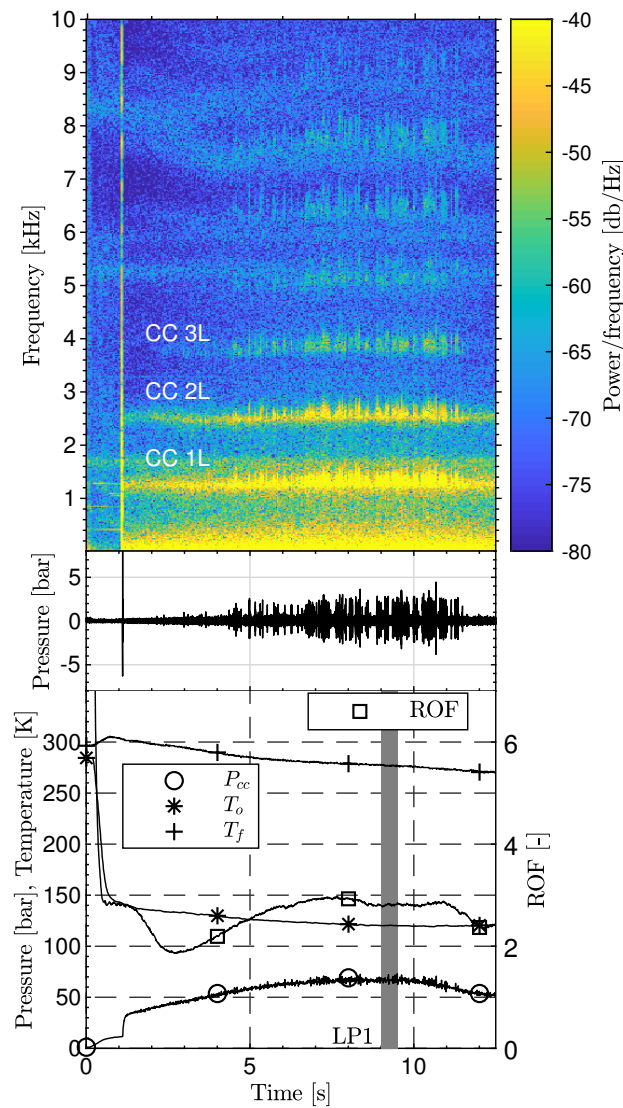 10
9
8
7
6
5
4
3
2
1
Frequency [kHz]
CC 3L
CC 2L
CC 1L
-40
-45
-50
-55
-60
-65
-70
-75
-80
Power/frequency [db/Hz]
5
0
-5
Pressure [bar]
ROF
P_cc
T_o
T_f
300
250
200
150
100
50
0
Pressure [bar], Temperature [K]
6
4
2
0
ROF [-]
LP1
0
5
10
Time [s]